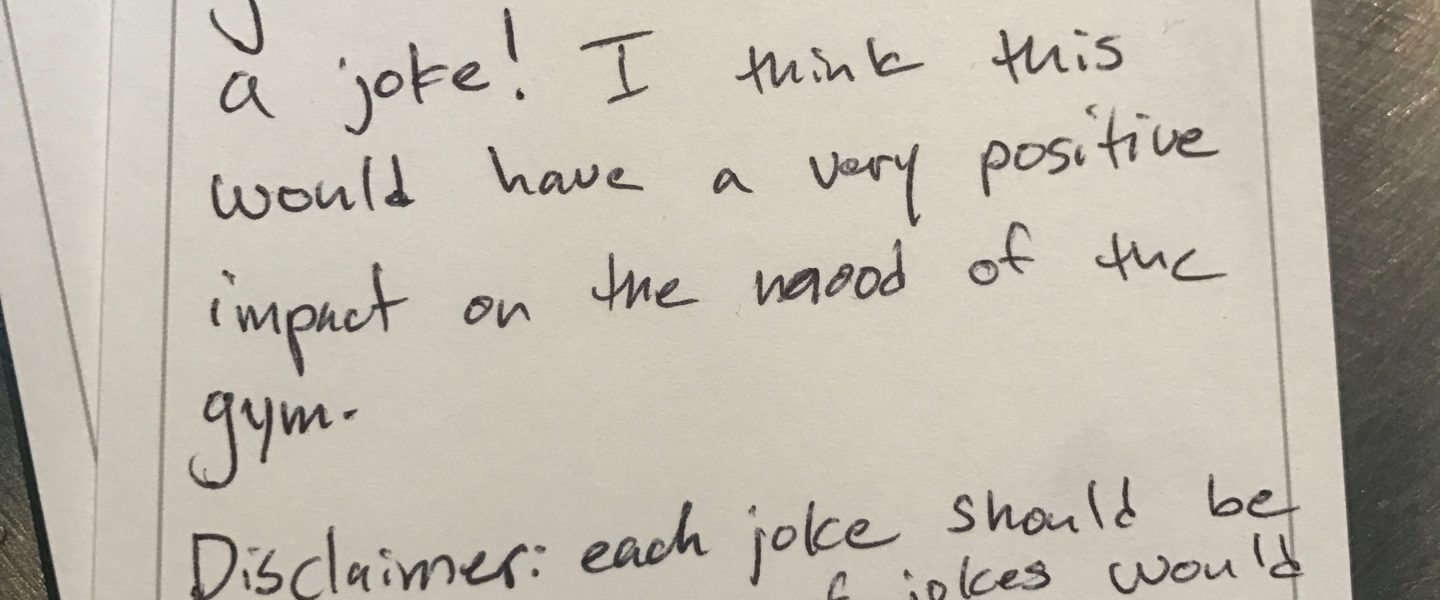 a joke! I think this
would have a very positive
impact on the mood of the
gym.
Disclaimer: each joke should be
jokes would